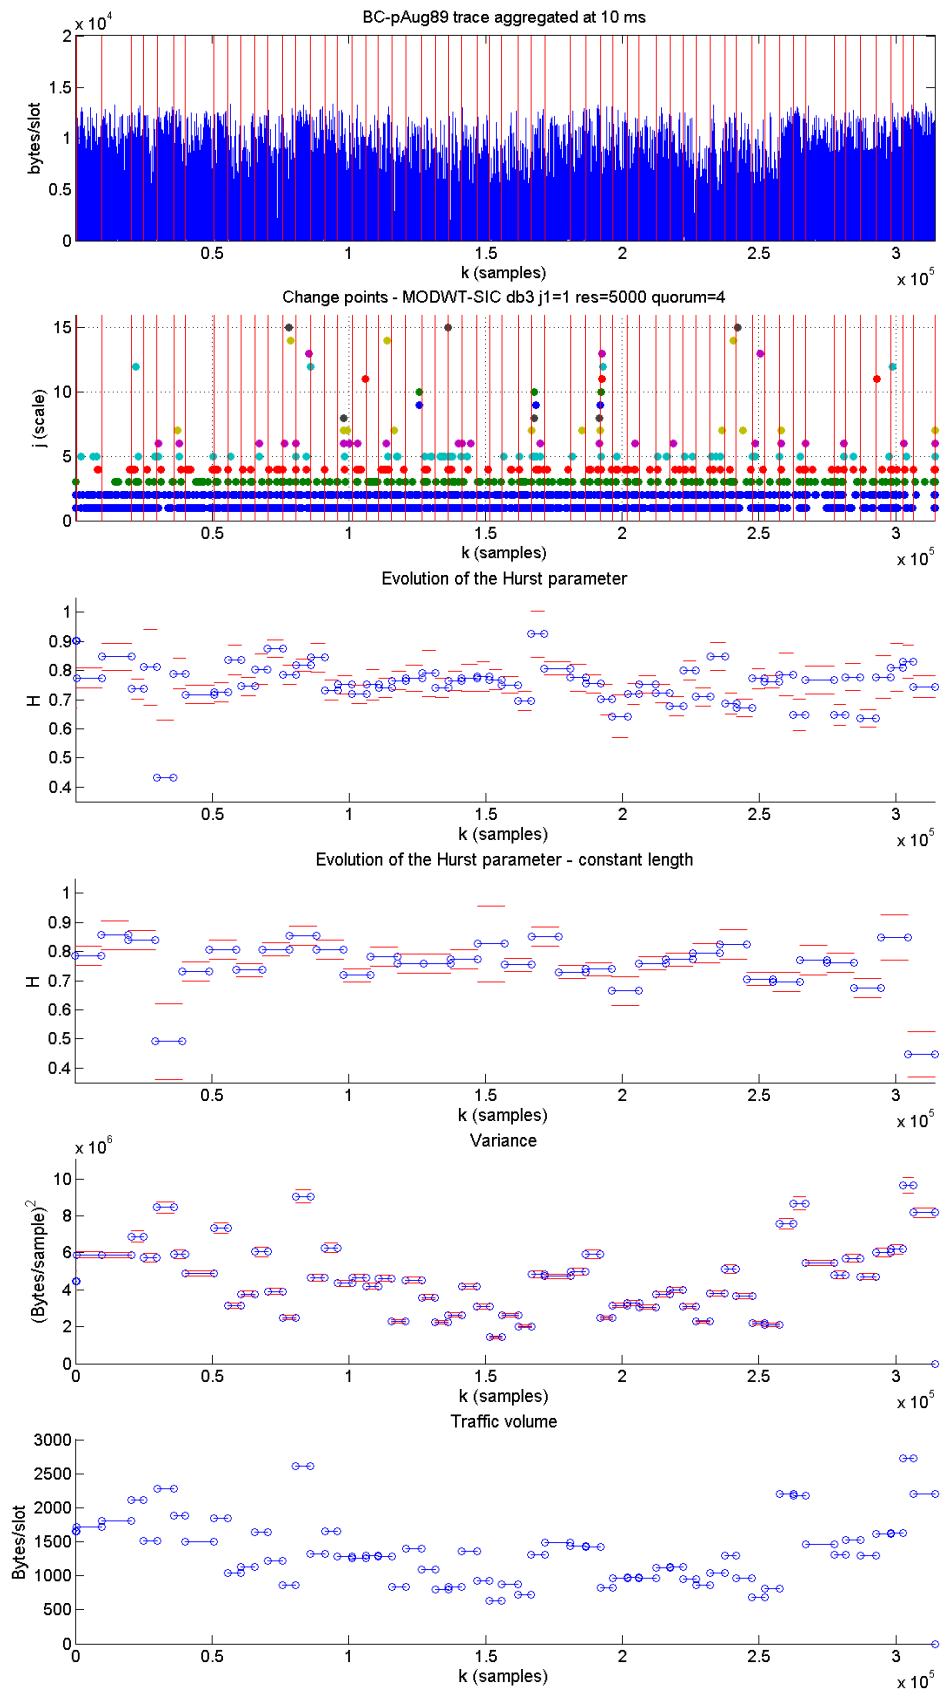 BC-pAug89 trace aggregated at 10 ms
x 10^4
2
1.5
1
0.5
0
bytes/slot
0.5 1 1.5 2 2.5 3
k (samples)
x 10^5
Change points - MODWT-SIC db3 j1=1 res=5000 quorum=4
15
10
5
0
j (scale)
0.5 1 1.5 2 2.5 3
k (samples)
x 10^5
Evolution of the Hurst parameter
1
0.9
0.8
0.7
0.6
0.5
0.4
H
0.5 1 1.5 2 2.5 3
k (samples)
x 10^5
Evolution of the Hurst parameter - constant length
1
0.9
0.8
0.7
0.6
0.5
0.4
H
0.5 1 1.5 2 2.5 3
k (samples)
x 10^5
Variance
x 10^6
10
8
6
4
2
0
(Bytes/sample)^2
0 0.5 1 1.5 2 2.5 3
k (samples)
x 10^5
Traffic volume
3000
2500
2000
1500
1000
500
0
Bytes/slot
0 0.5 1 1.5 2 2.5 3
k (samples)
x 10^5